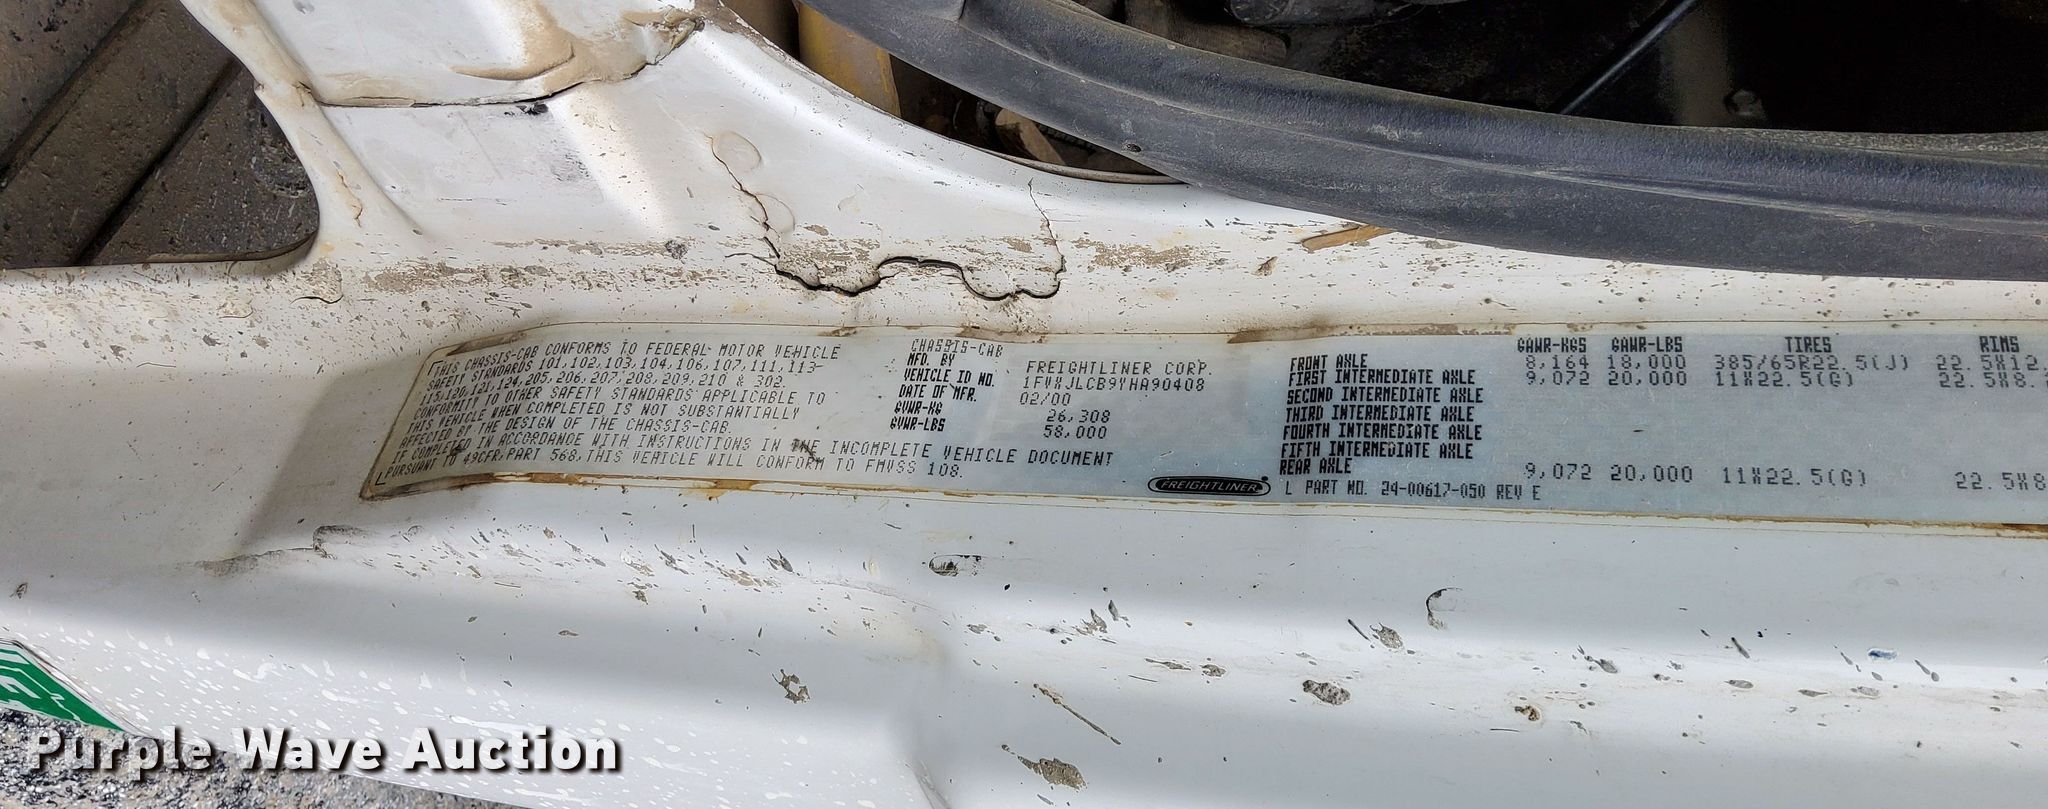 THIS CHASSIS-CAB CONFORMS TO FEDERAL MOTOR VEHICLE
SAFETY STANDARDS 101,102,103,104,106,107,111,113
115,120,121,124,205,206,207,208,209,210 & 302.
CONFORMITY TO OTHER SAFETY STANDARDS APPLICABLE TO
THIS VEHICLE WHEN COMPLETED IS NOT SUBSTANTIALLY
AFFECTED BY THE DESIGN OF THE CHASSIS-CAB.
IF COMPLETED IN ACCORDANCE WITH INSTRUCTIONS IN THE INCOMPLETE VEHICLE DOCUMENT
PURSUANT TO 49CFR, PART 568, THIS VEHICLE WILL CONFORM TO FMVSS 108.
CHASSIS-CAB
MFD. BY FREIGHTLINER CORP.
VEHICLE ID NO. 1FVXJLCB9YHA90408
DATE OF MFR. 02/00
GVWR-KG 26,308
GVWR-LBS 58,000
FREIGHTLINER
GAWR-KGS GAWR-LBS TIRES RIMS
FRONT AXLE 8,164 18,000 385/65R22.5(J) 22.5X12.
FIRST INTERMEDIATE AXLE 9,072 20,000 11X22.5(G) 22.5X8.2
SECOND INTERMEDIATE AXLE
THIRD INTERMEDIATE AXLE
FOURTH INTERMEDIATE AXLE
FIFTH INTERMEDIATE AXLE
REAR AXLE 9,072 20,000 11X22.5(G) 22.5X8
L PART NO. 24-00617-050 REV E
Purple Wave Auction